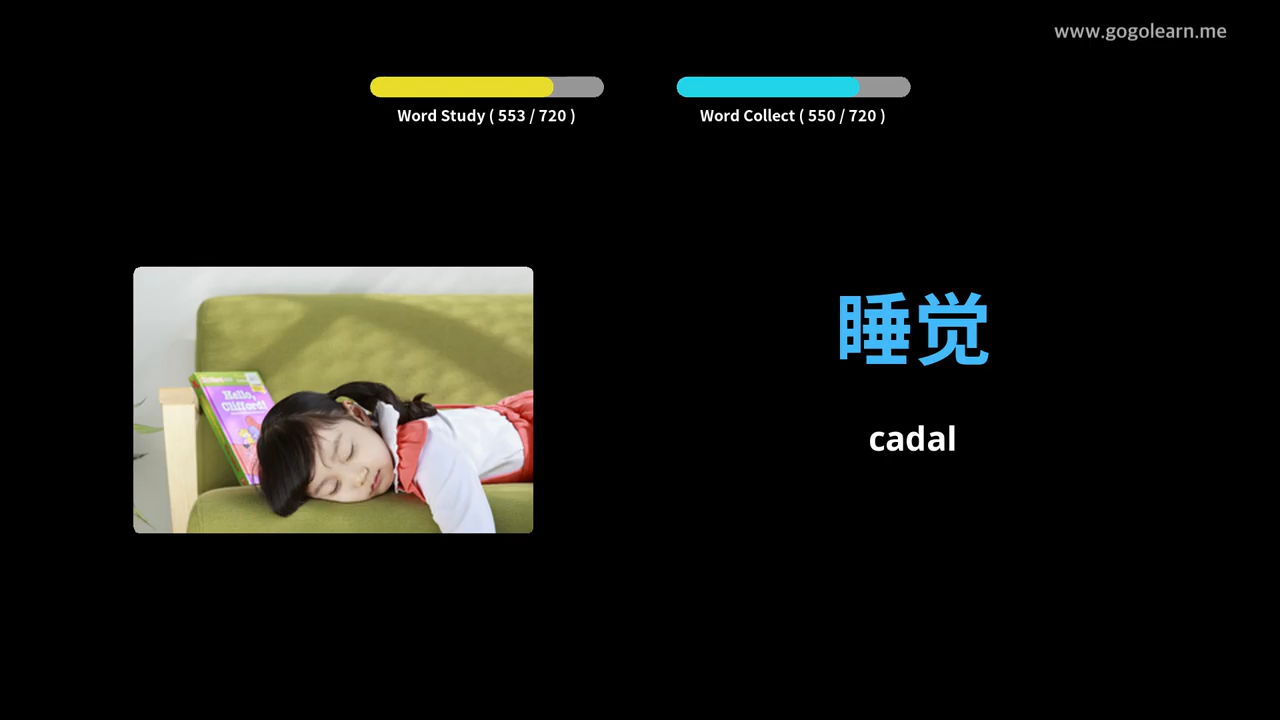 www.gogolearn.me
Word Study ( 553 / 720 )
Word Collect ( 550 / 720 )
睡觉
cadal
Hello,
Clifford!